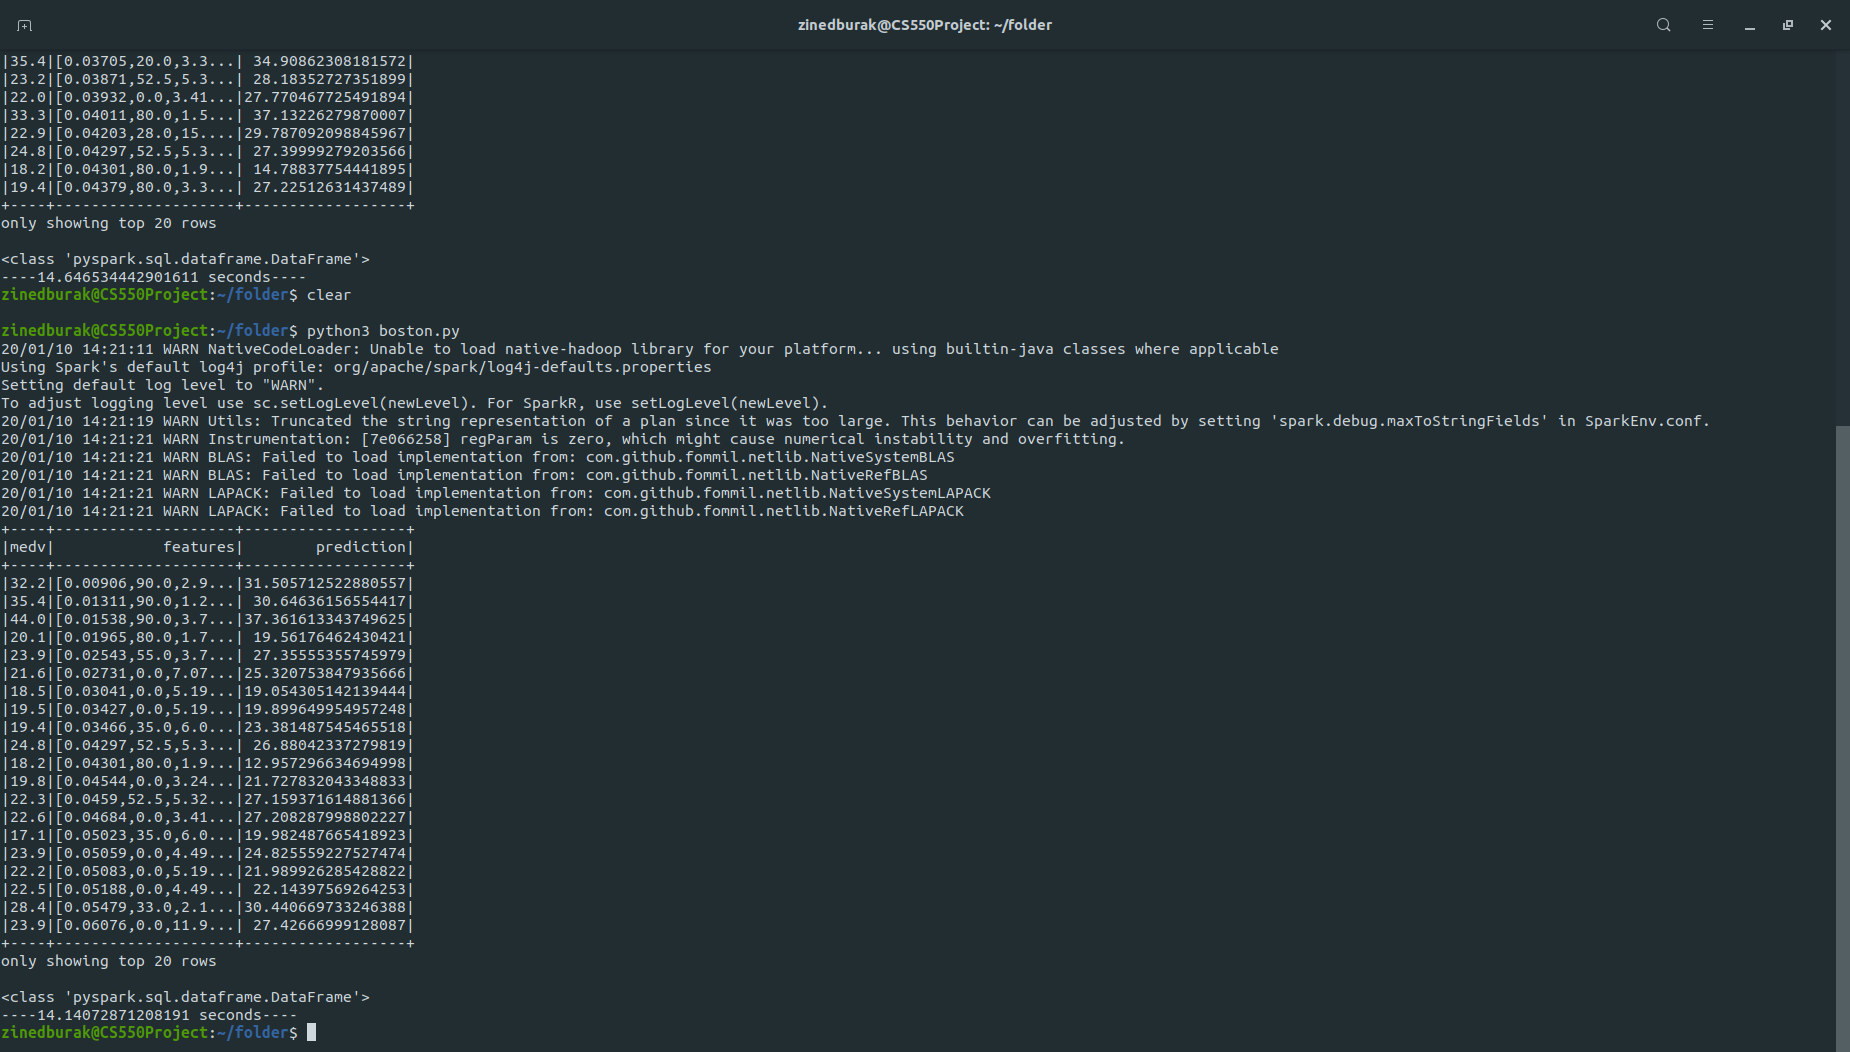 zinedburak@CS550Project: ~/folder
|35.4|[0.03705,20.0,3.3...| 34.90862308181572|
|23.2|[0.03871,52.5,5.3...| 28.18352727351899|
|22.0|[0.03932,0.0,3.41...|27.770467725491894|
|33.3|[0.04011,80.0,1.5...| 37.13226279870007|
|22.9|[0.04203,28.0,15....|29.787092098845967|
|24.8|[0.04297,52.5,5.3...| 27.39999279203566|
|18.2|[0.04301,80.0,1.9...| 14.78837754441895|
|19.4|[0.04379,80.0,3.3...| 27.22512631437489|
+----+--------------------+------------------+
only showing top 20 rows
<class 'pyspark.sql.dataframe.DataFrame'>
----14.646534442901611 seconds----
zinedburak@CS550Project:~/folder$ clear
zinedburak@CS550Project:~/folder$ python3 boston.py
20/01/10 14:21:11 WARN NativeCodeLoader: Unable to load native-hadoop library for your platform... using builtin-java classes where applicable
Using Spark's default log4j profile: org/apache/spark/log4j-defaults.properties
Setting default log level to "WARN".
To adjust logging level use sc.setLogLevel(newLevel). For SparkR, use setLogLevel(newLevel).
20/01/10 14:21:19 WARN Utils: Truncated the string representation of a plan since it was too large. This behavior can be adjusted by setting 'spark.debug.maxToStringFields' in SparkEnv.conf.
20/01/10 14:21:21 WARN Instrumentation: [7e066258] regParam is zero, which might cause numerical instability and overfitting.
20/01/10 14:21:21 WARN BLAS: Failed to load implementation from: com.github.fommil.netlib.NativeSystemBLAS
20/01/10 14:21:21 WARN BLAS: Failed to load implementation from: com.github.fommil.netlib.NativeRefBLAS
20/01/10 14:21:21 WARN LAPACK: Failed to load implementation from: com.github.fommil.netlib.NativeSystemLAPACK
20/01/10 14:21:21 WARN LAPACK: Failed to load implementation from: com.github.fommil.netlib.NativeRefLAPACK
+----+--------------------+------------------+
|medv|            features|        prediction|
+----+--------------------+------------------+
|32.2|[0.00906,90.0,2.9...|31.505712522880557|
|35.4|[0.01311,90.0,1.2...| 30.64636156554417|
|44.0|[0.01538,90.0,3.7...|37.361613343749625|
|20.1|[0.01965,80.0,1.7...| 19.56176462430421|
|23.9|[0.02543,55.0,3.7...| 27.35555355745979|
|21.6|[0.02731,0.0,7.07...|25.320753847935666|
|18.5|[0.03041,0.0,5.19...|19.054305142139444|
|19.5|[0.03427,0.0,5.19...|19.899649954957248|
|19.4|[0.03466,35.0,6.0...|23.381487545465518|
|24.8|[0.04297,52.5,5.3...| 26.88042337279819|
|18.2|[0.04301,80.0,1.9...|12.957296634694998|
|19.8|[0.04544,0.0,3.24...|21.727832043348833|
|22.3|[0.0459,52.5,5.32...|27.159371614881366|
|22.6|[0.04684,0.0,3.41...|27.208287998802227|
|17.1|[0.05023,35.0,6.0...|19.982487665418923|
|23.9|[0.05059,0.0,4.49...|24.825559227527474|
|22.2|[0.05083,0.0,5.19...|21.989926285428822|
|22.5|[0.05188,0.0,4.49...| 22.14397569264253|
|28.4|[0.05479,33.0,2.1...|30.440669733246388|
|23.9|[0.06076,0.0,11.9...| 27.42666999128087|
+----+--------------------+------------------+
only showing top 20 rows
<class 'pyspark.sql.dataframe.DataFrame'>
----14.14072871208191 seconds----
zinedburak@CS550Project:~/folder$